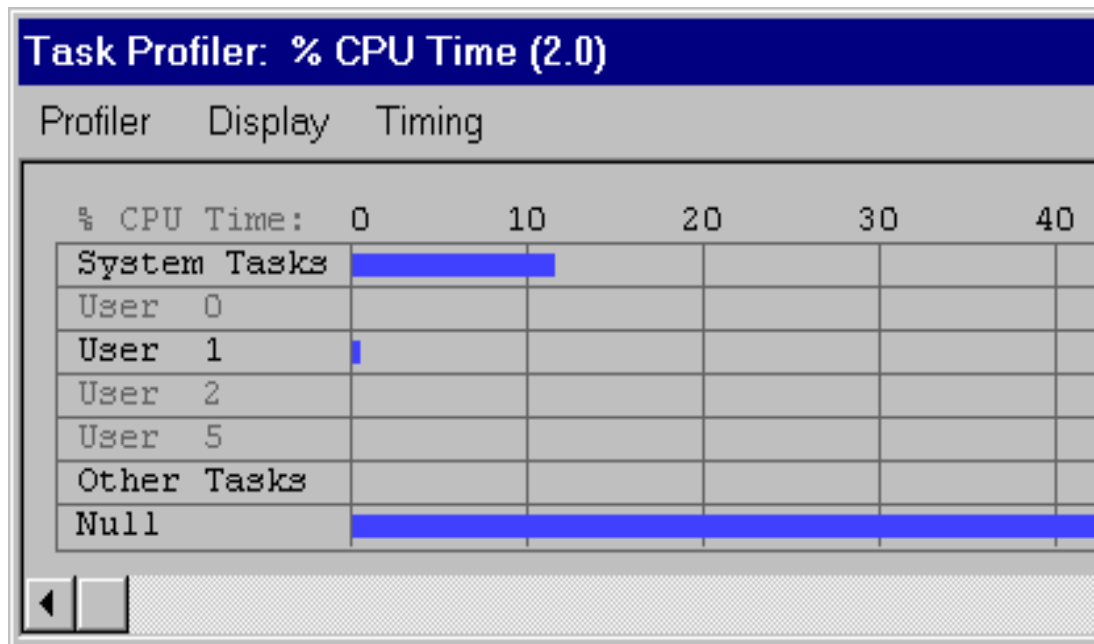 Task Profiler: % CPU Time (2.0)
Profiler Display Timing
% CPU Time: 0 10 20 30 40
System Tasks
User 0
User 1
User 2
User 5
Other Tasks
Null